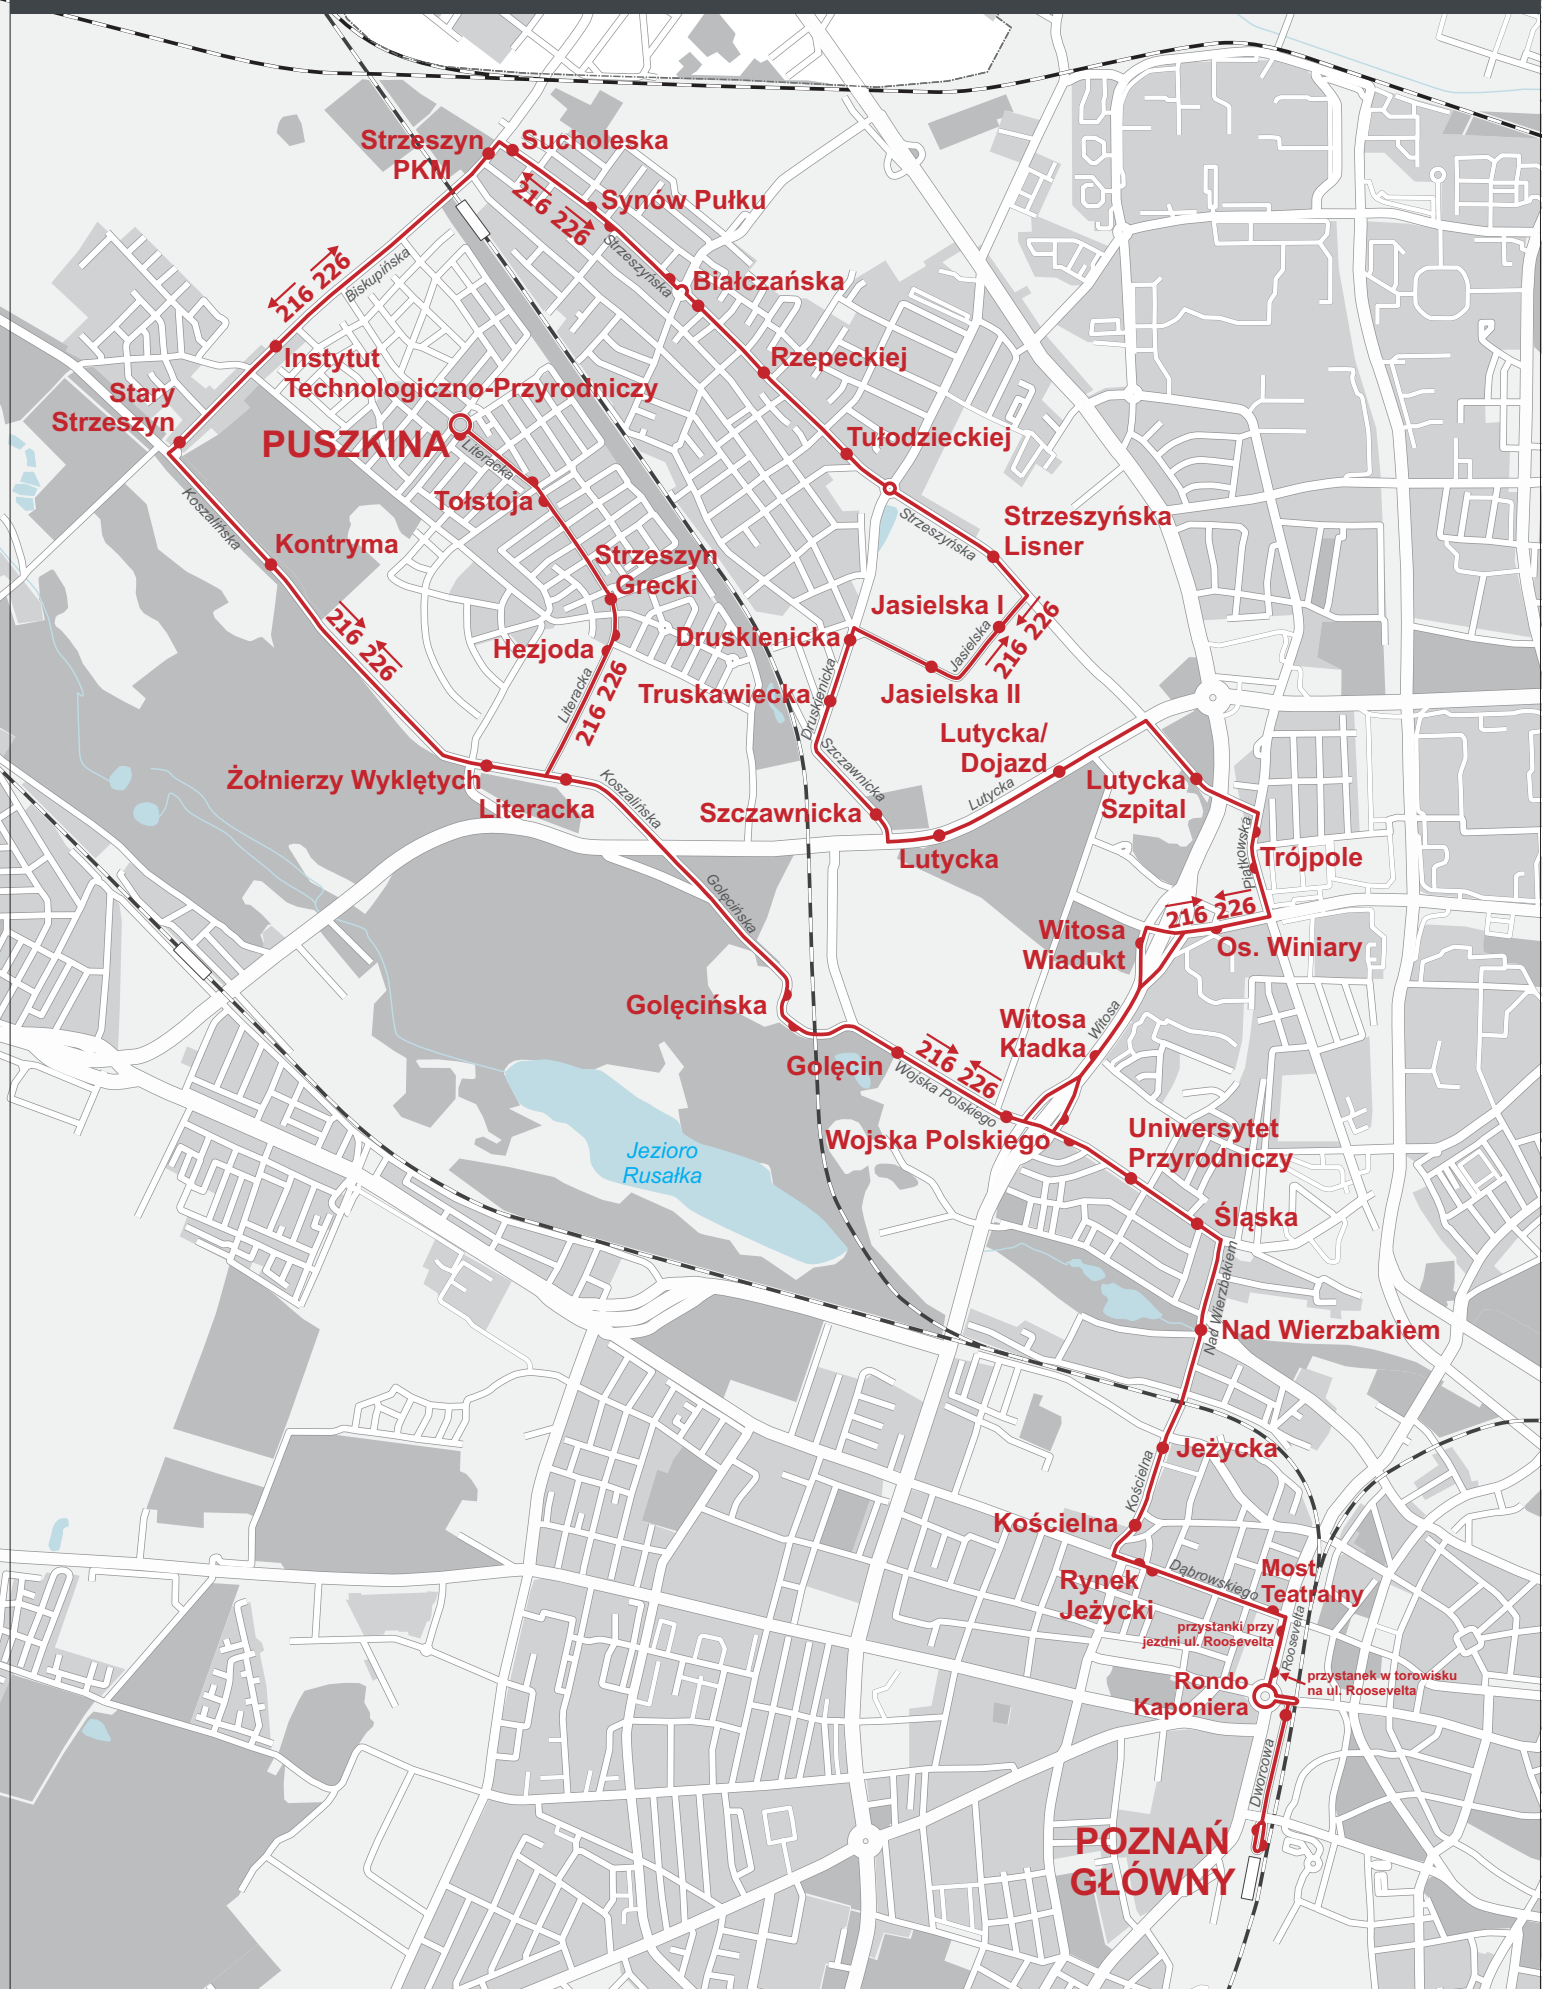 Strzeszyn
PKM
Sucholeska
216 226
Synów Pułku
Strzeszyńska
Białczańska
216 226
Biskupińska
Instytut
Technologiczno-Przyrodniczy
Rzepeckiej
Stary
Strzeszyn
PUSZKINA
Literacka
Tołstoja
Tułodzieckiej
Koszalińska
Kontryma
Strzeszyńska
Strzeszyńska
Lisner
Strzeszyn
Grecki
Jasielska I
216 226
Jasielska
216 226
Hezjoda
Druskienicka
Jasielska II
Literacka
216 226
Truskawiecka
Druskienicka
Lutycka/
Dojazd
Szczawnicka
Żołnierzy Wyklętych
Literacka
Koszalińska
Szczawnicka
Lutycka
Lutycka
Lutycka
Szpital
Piątkowska
Trójpole
Golęcińska
216 226
Witosa
Wiadukt
Os. Winiary
Golęcińska
Witosa
Kładka
Witosa
Golęcin
216 226
Wojska Polskiego
Wojska Polskiego
Uniwersytet
Przyrodniczy
Jezioro
Rusałka
Śląska
Nad Wierzbakiem
Nad Wierzbakiem
Jeżycka
Kościelna
Kościelna
Rynek
Jeżycki
Dąbrowskiego
Most
Teatralny
przystanki przy
jezdni ul. Roosevelta
Roosevelta
Rondo
Kaponiera
przystanek w torowisku
na ul. Roosevelta
Dworcowa
POZNAŃ
GŁÓWNY